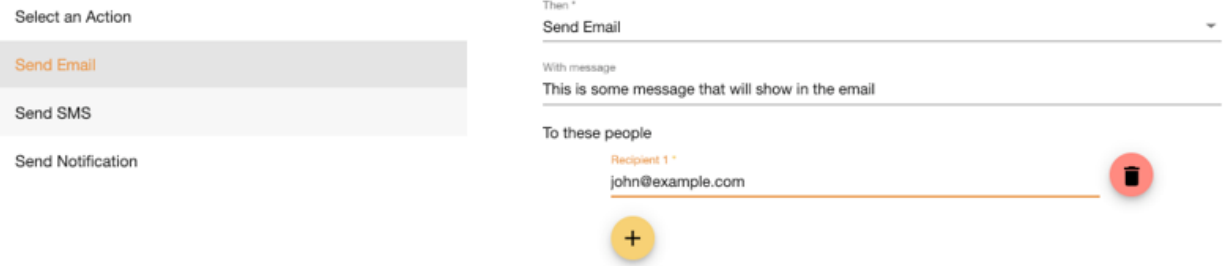 Select an Action
Send Email
Send SMS
Send Notification
Then *
Send Email
With message
This is some message that will show in the email
To these people
Recipient 1 *
john@example.com
+